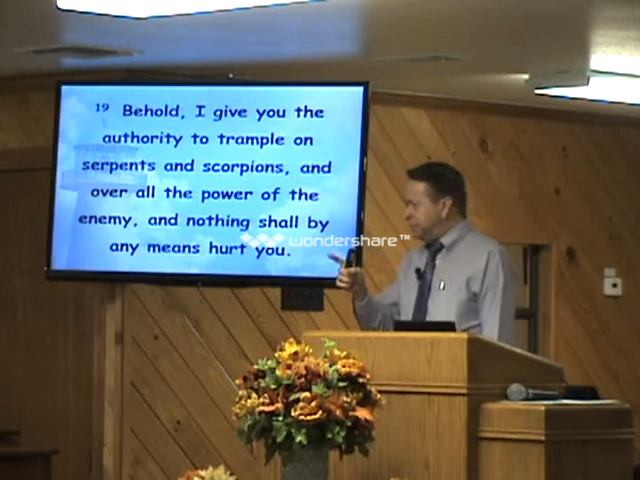 19 Behold, I give you the
authority to trample on
serpents and scorpions, and
over all the power of the
enemy, and nothing shall by
any means hurt you.
wondershare™